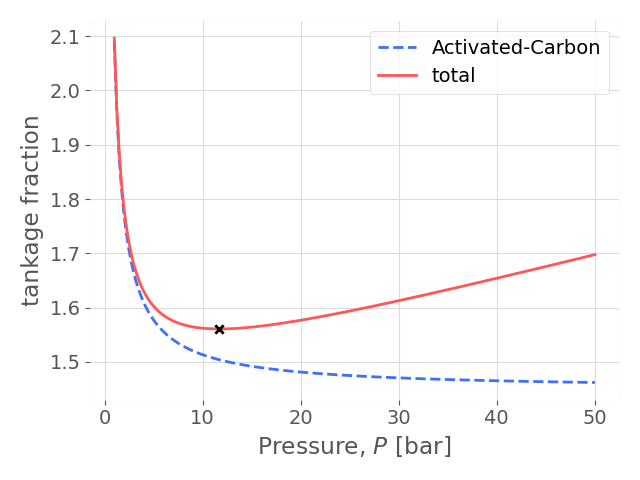 2.1
2.0
1.9
1.8
1.7
1.6
1.5
tankage fraction
Activated-Carbon
total
0 10 20 30 40 50
Pressure, P [bar]